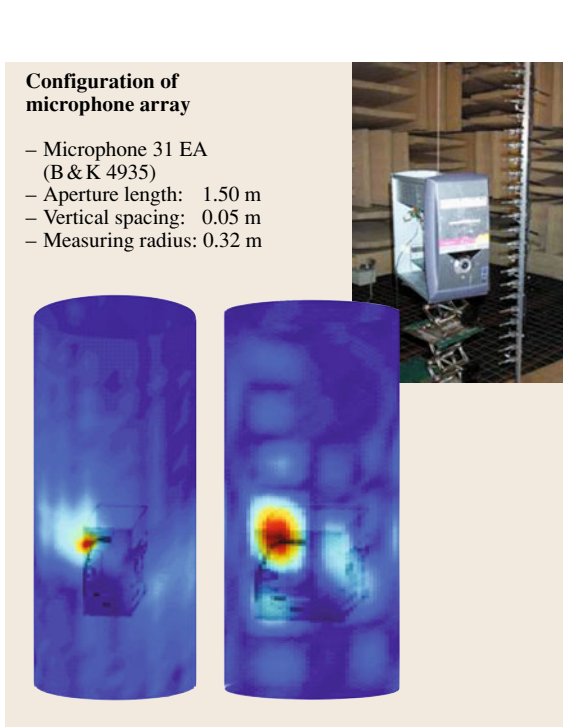 Configuration of
microphone array
– Microphone 31 EA
(B & K 4935)
– Aperture length: 1.50 m
– Vertical spacing: 0.05 m
– Measuring radius: 0.32 m